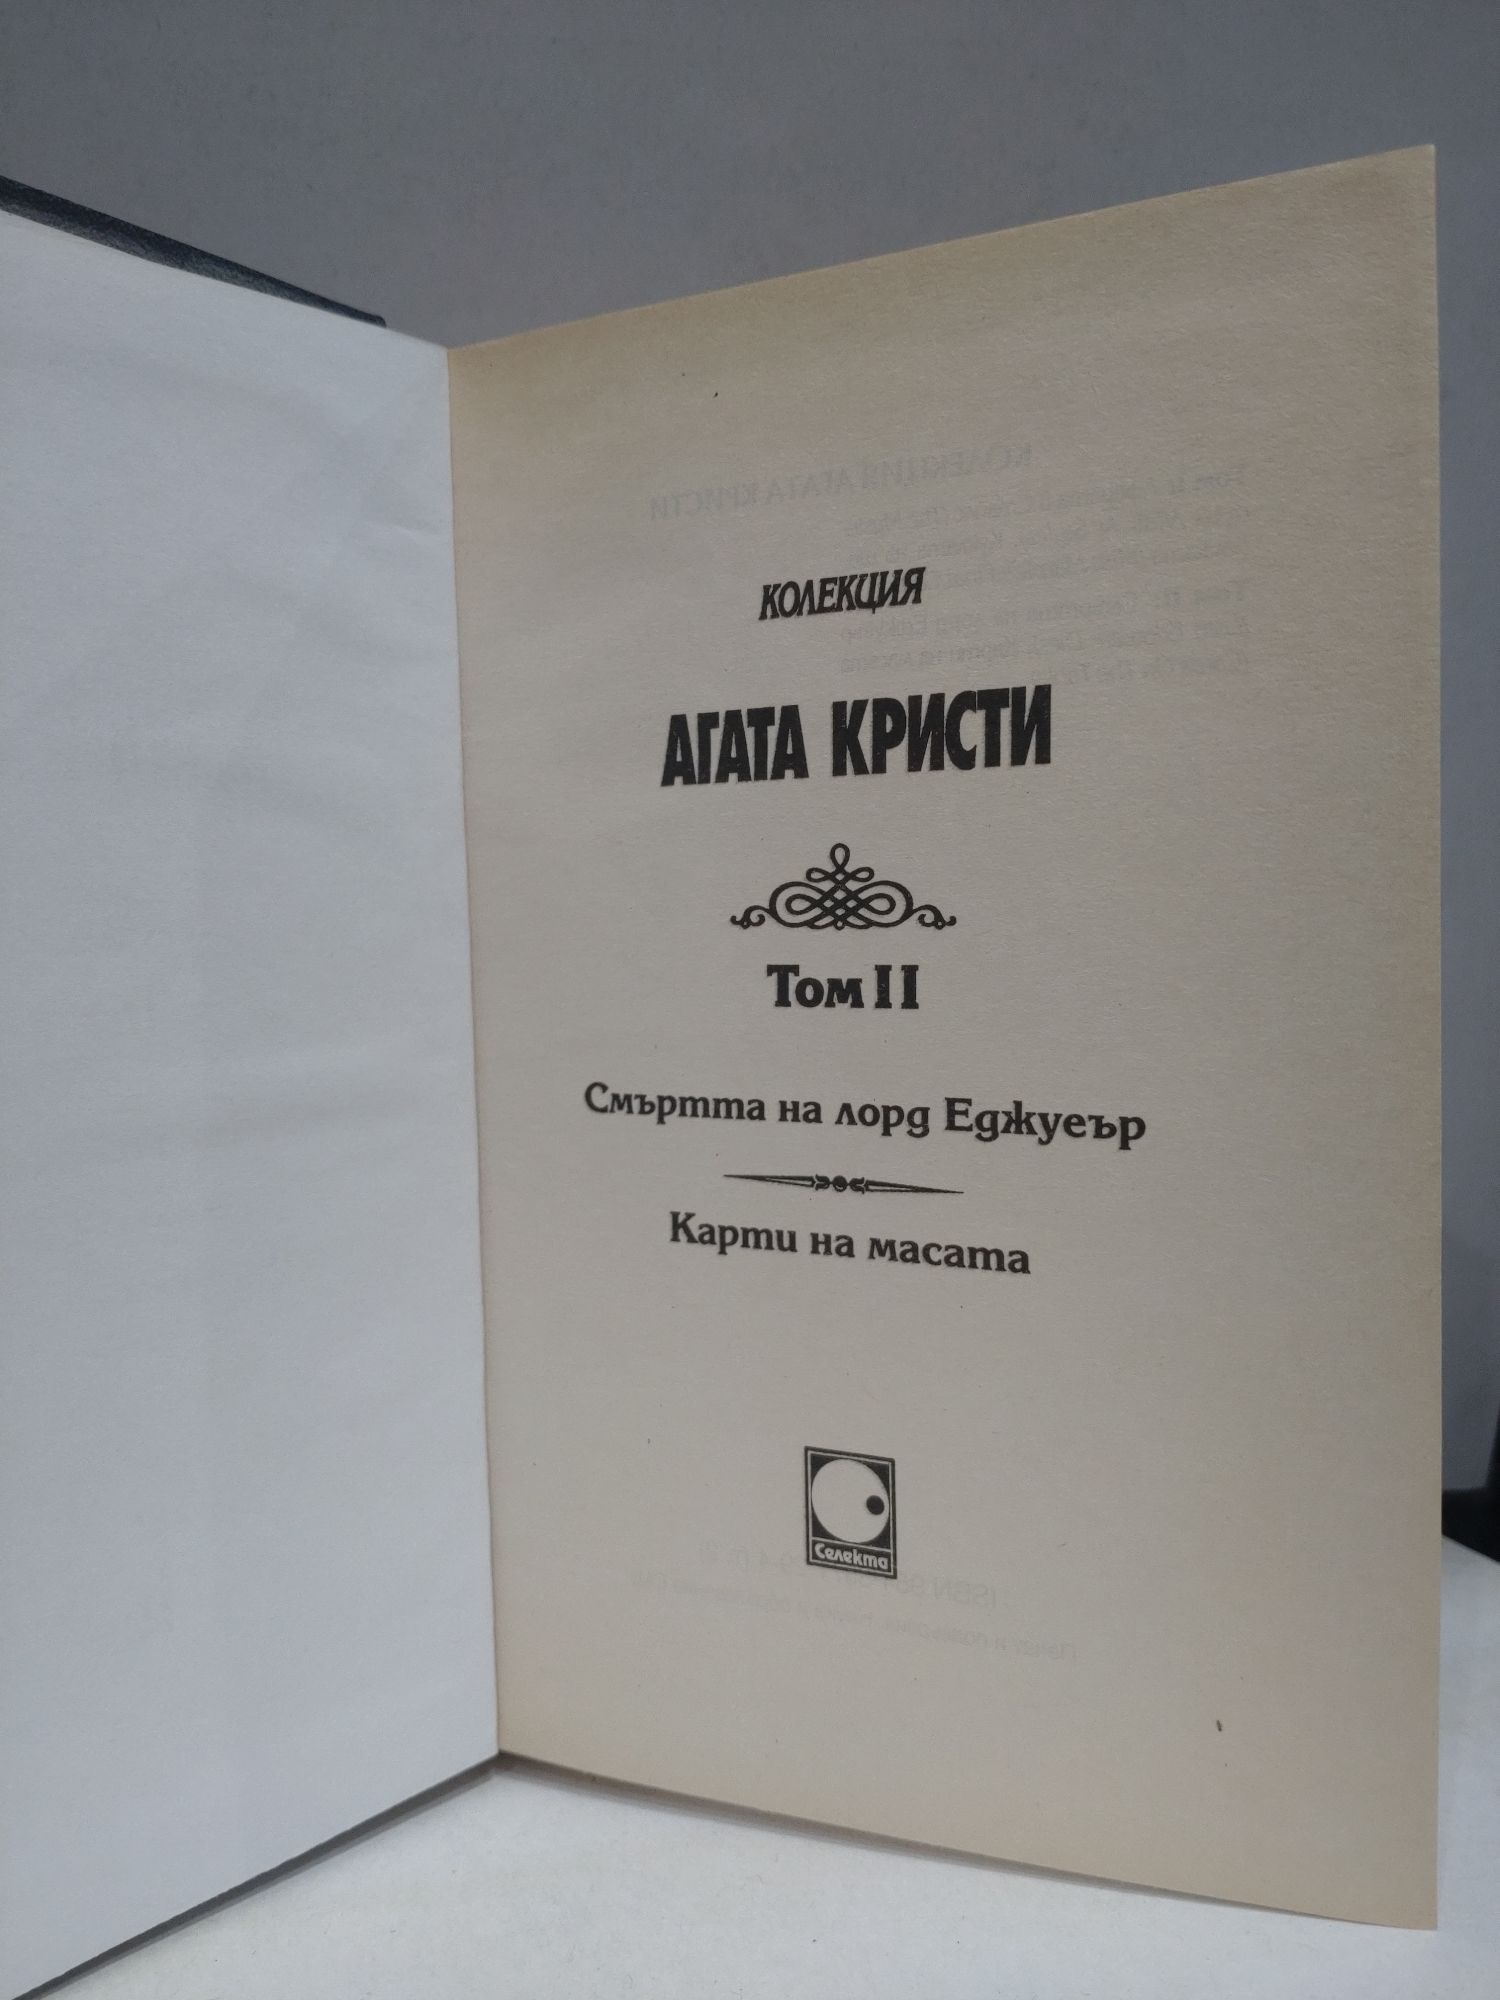 КОЛЕКЦИЯ
АГАТА КРИСТИ
Том II
Смъртта на лорд Еджуеър
Карти на масата
Селекта